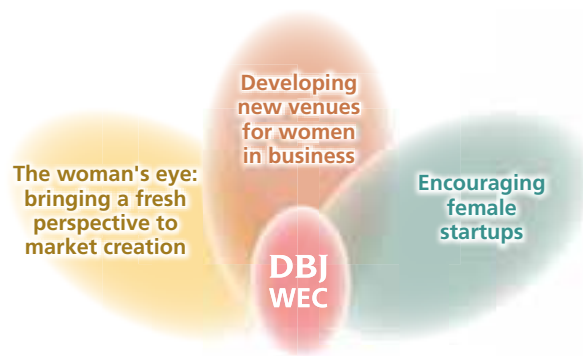 Developing
new venues
for women
in business
The woman's eye:
bringing a fresh
perspective to
market creation
Encouraging
female
startups
DBJ
WEC